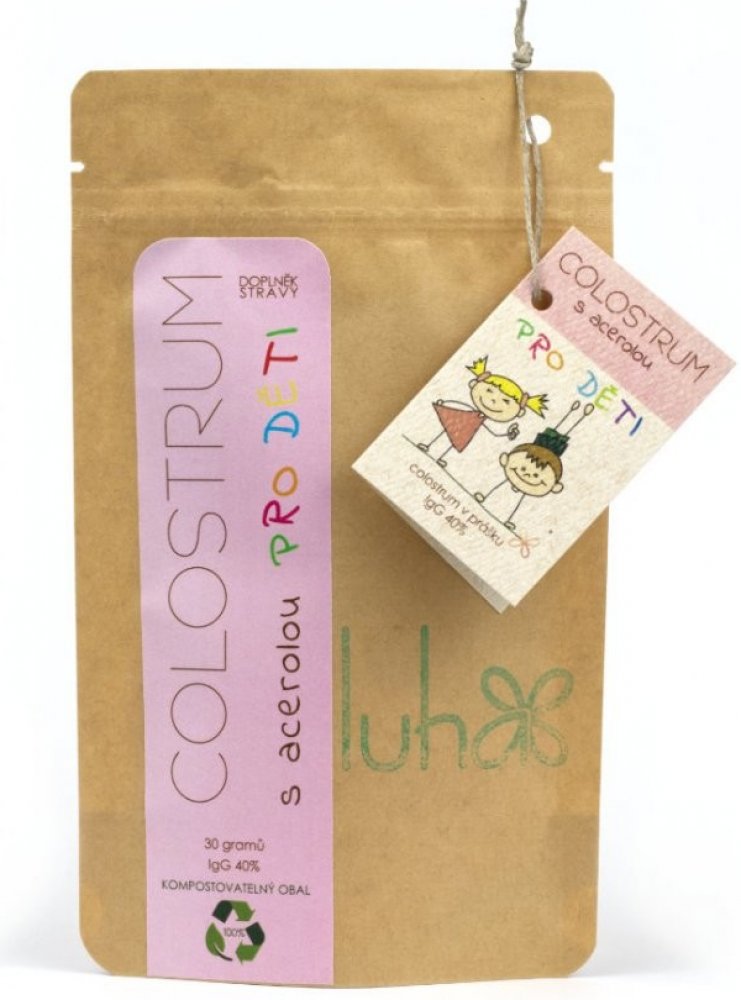 COLOSTRUM
s acerolou PRO DĚTI
DOPLNĚK
STRAVY
30 gramů
IgG 40%
KOMPOSTOVATELNÝ OBAL
100%
luha
COLOSTRUM
s acerolou
PRO DĚTI
colostrum v prášku
IgG 40%